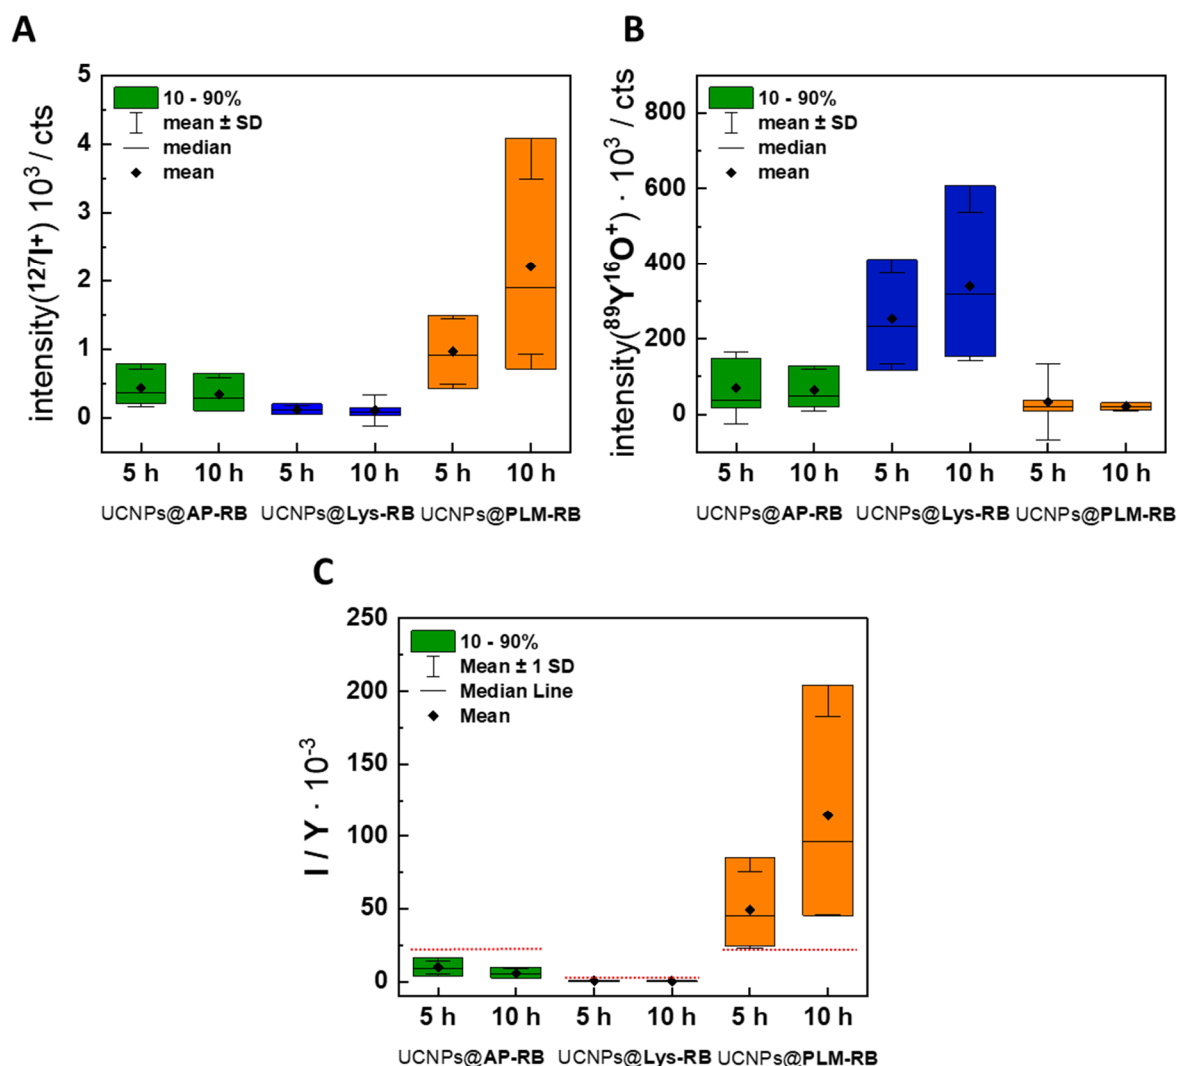 A
intensity(¹²⁷I⁺) 10³ / cts
5
4
3
2
1
0
10 - 90%
mean ± SD
median
mean
5 h 10 h 5 h 10 h 5 h 10 h
UCNPs@AP-RB UCNPs@Lys-RB UCNPs@PLM-RB
B
intensity(⁸⁹Y¹⁶O⁺) · 10³ / cts
800
600
400
200
0
10 - 90%
mean ± SD
median
mean
5 h 10 h 5 h 10 h 5 h 10 h
UCNPs@AP-RB UCNPs@Lys-RB UCNPs@PLM-RB
C
I / Y · 10⁻³
250
200
150
100
50
0
10 - 90%
Mean ± 1 SD
Median Line
Mean
5 h 10 h 5 h 10 h 5 h 10 h
UCNPs@AP-RB UCNPs@Lys-RB UCNPs@PLM-RB